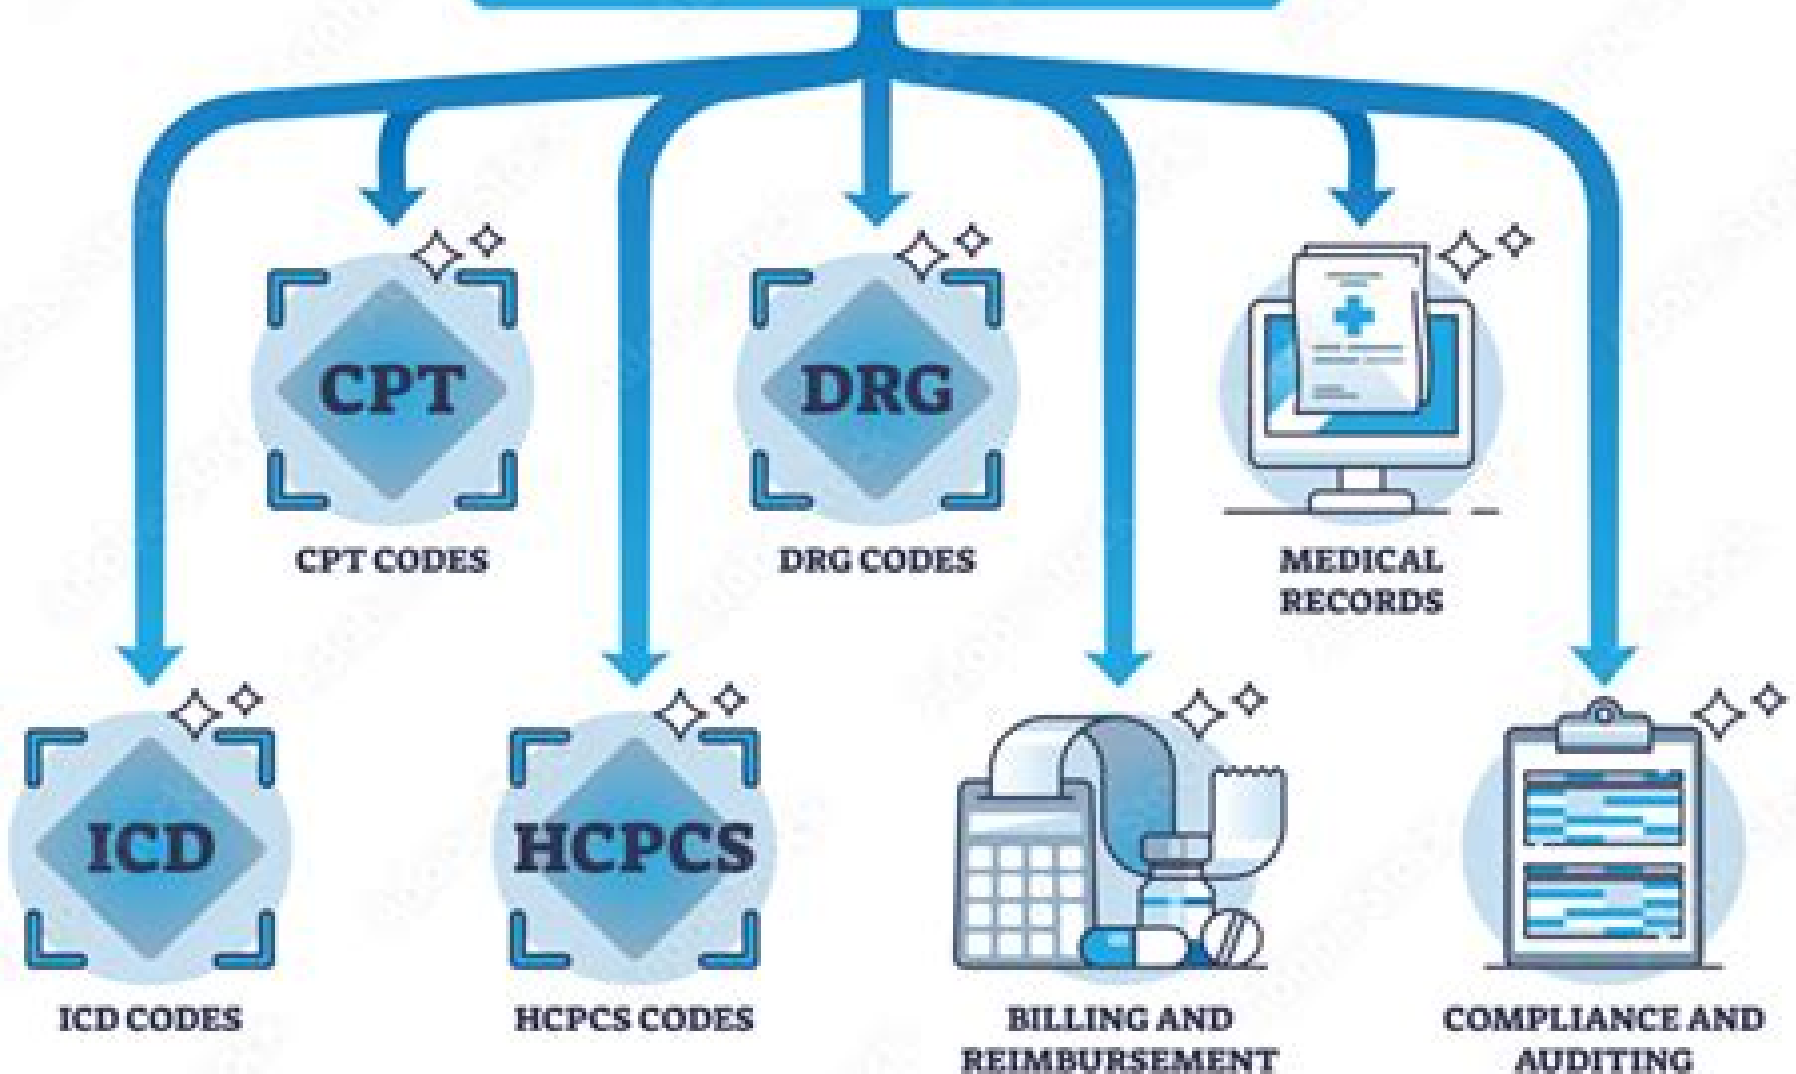 CPT
DRG
CPT CODES
DRG CODES
MEDICAL
RECORDS
ICD
HCPCS
ICD CODES
HCPCS CODES
BILLING AND
REIMBURSEMENT
COMPLIANCE AND
AUDITING